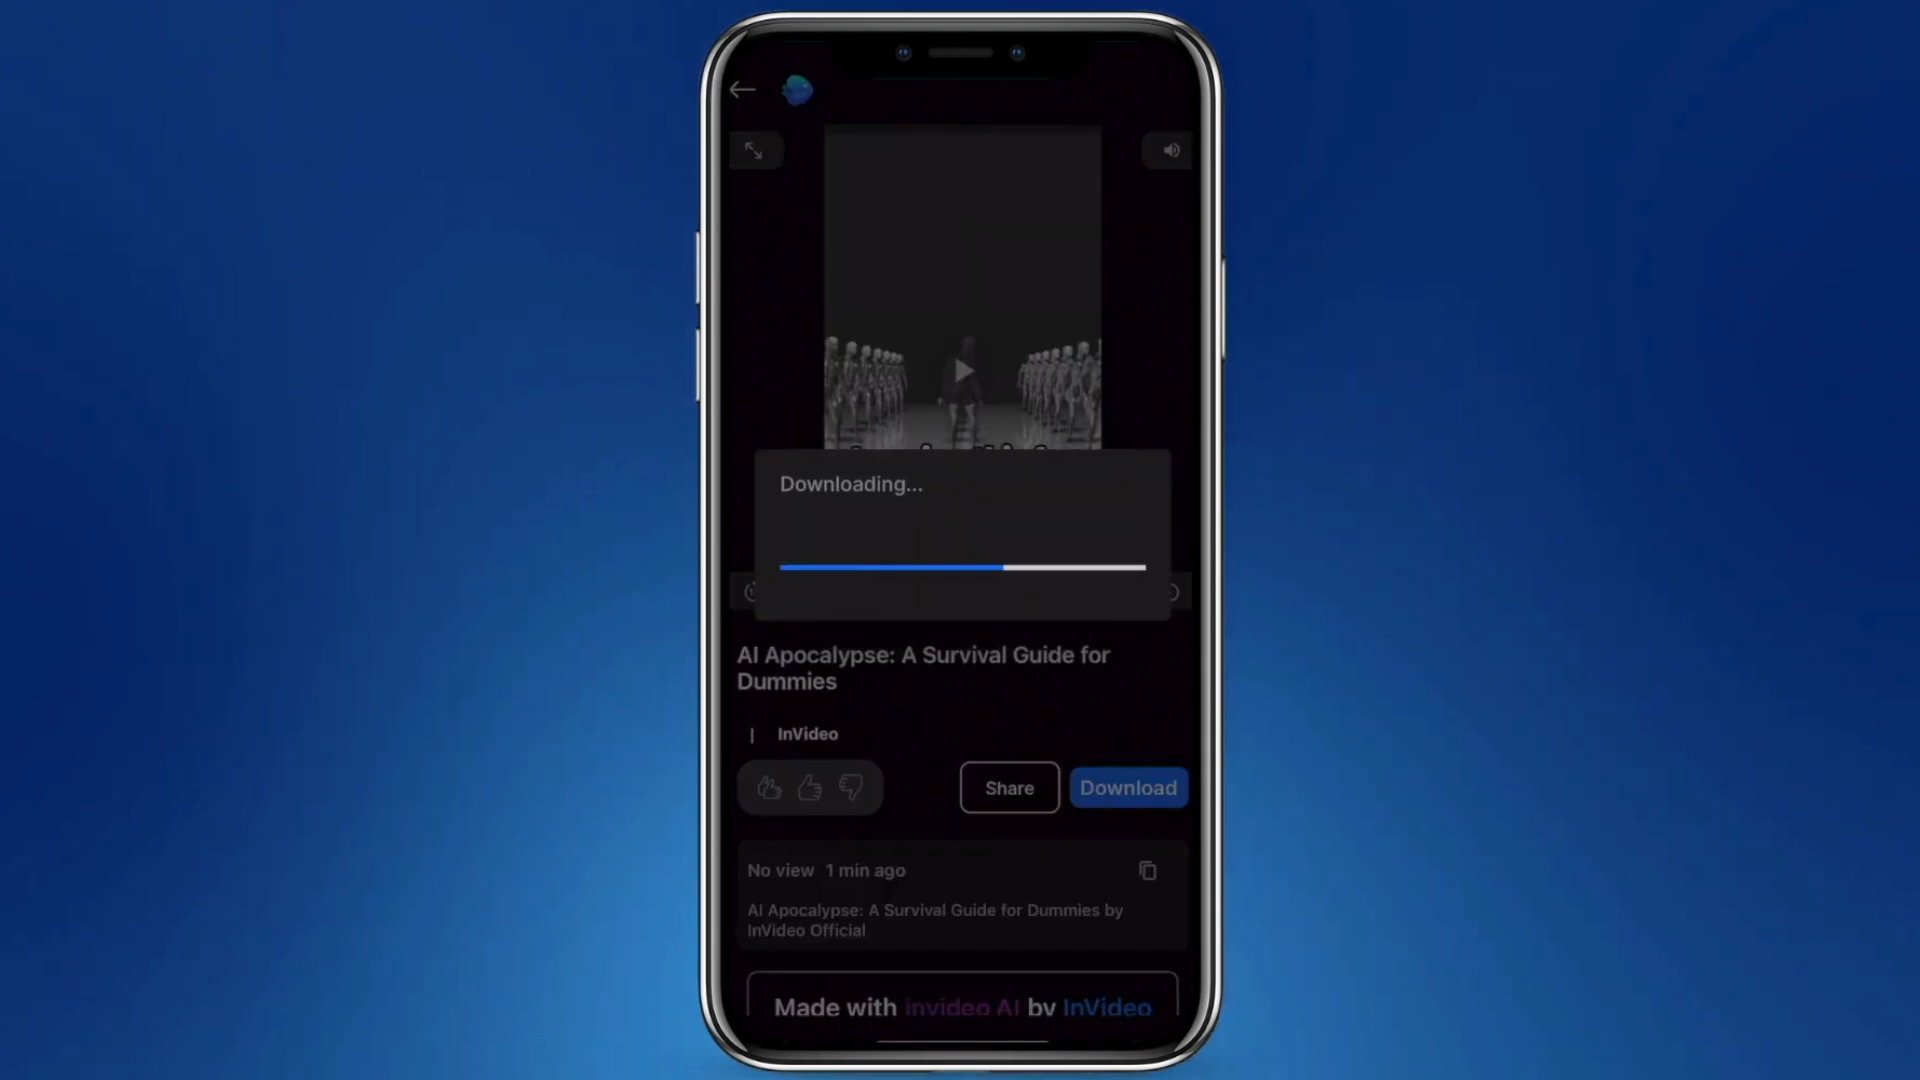 Downloading...
AI Apocalypse: A Survival Guide for
Dummies
InVideo
Share
Download
No view 1 min ago
AI Apocalypse: A Survival Guide for Dummies by
InVideo Official
Made with invideo AI by InVideo